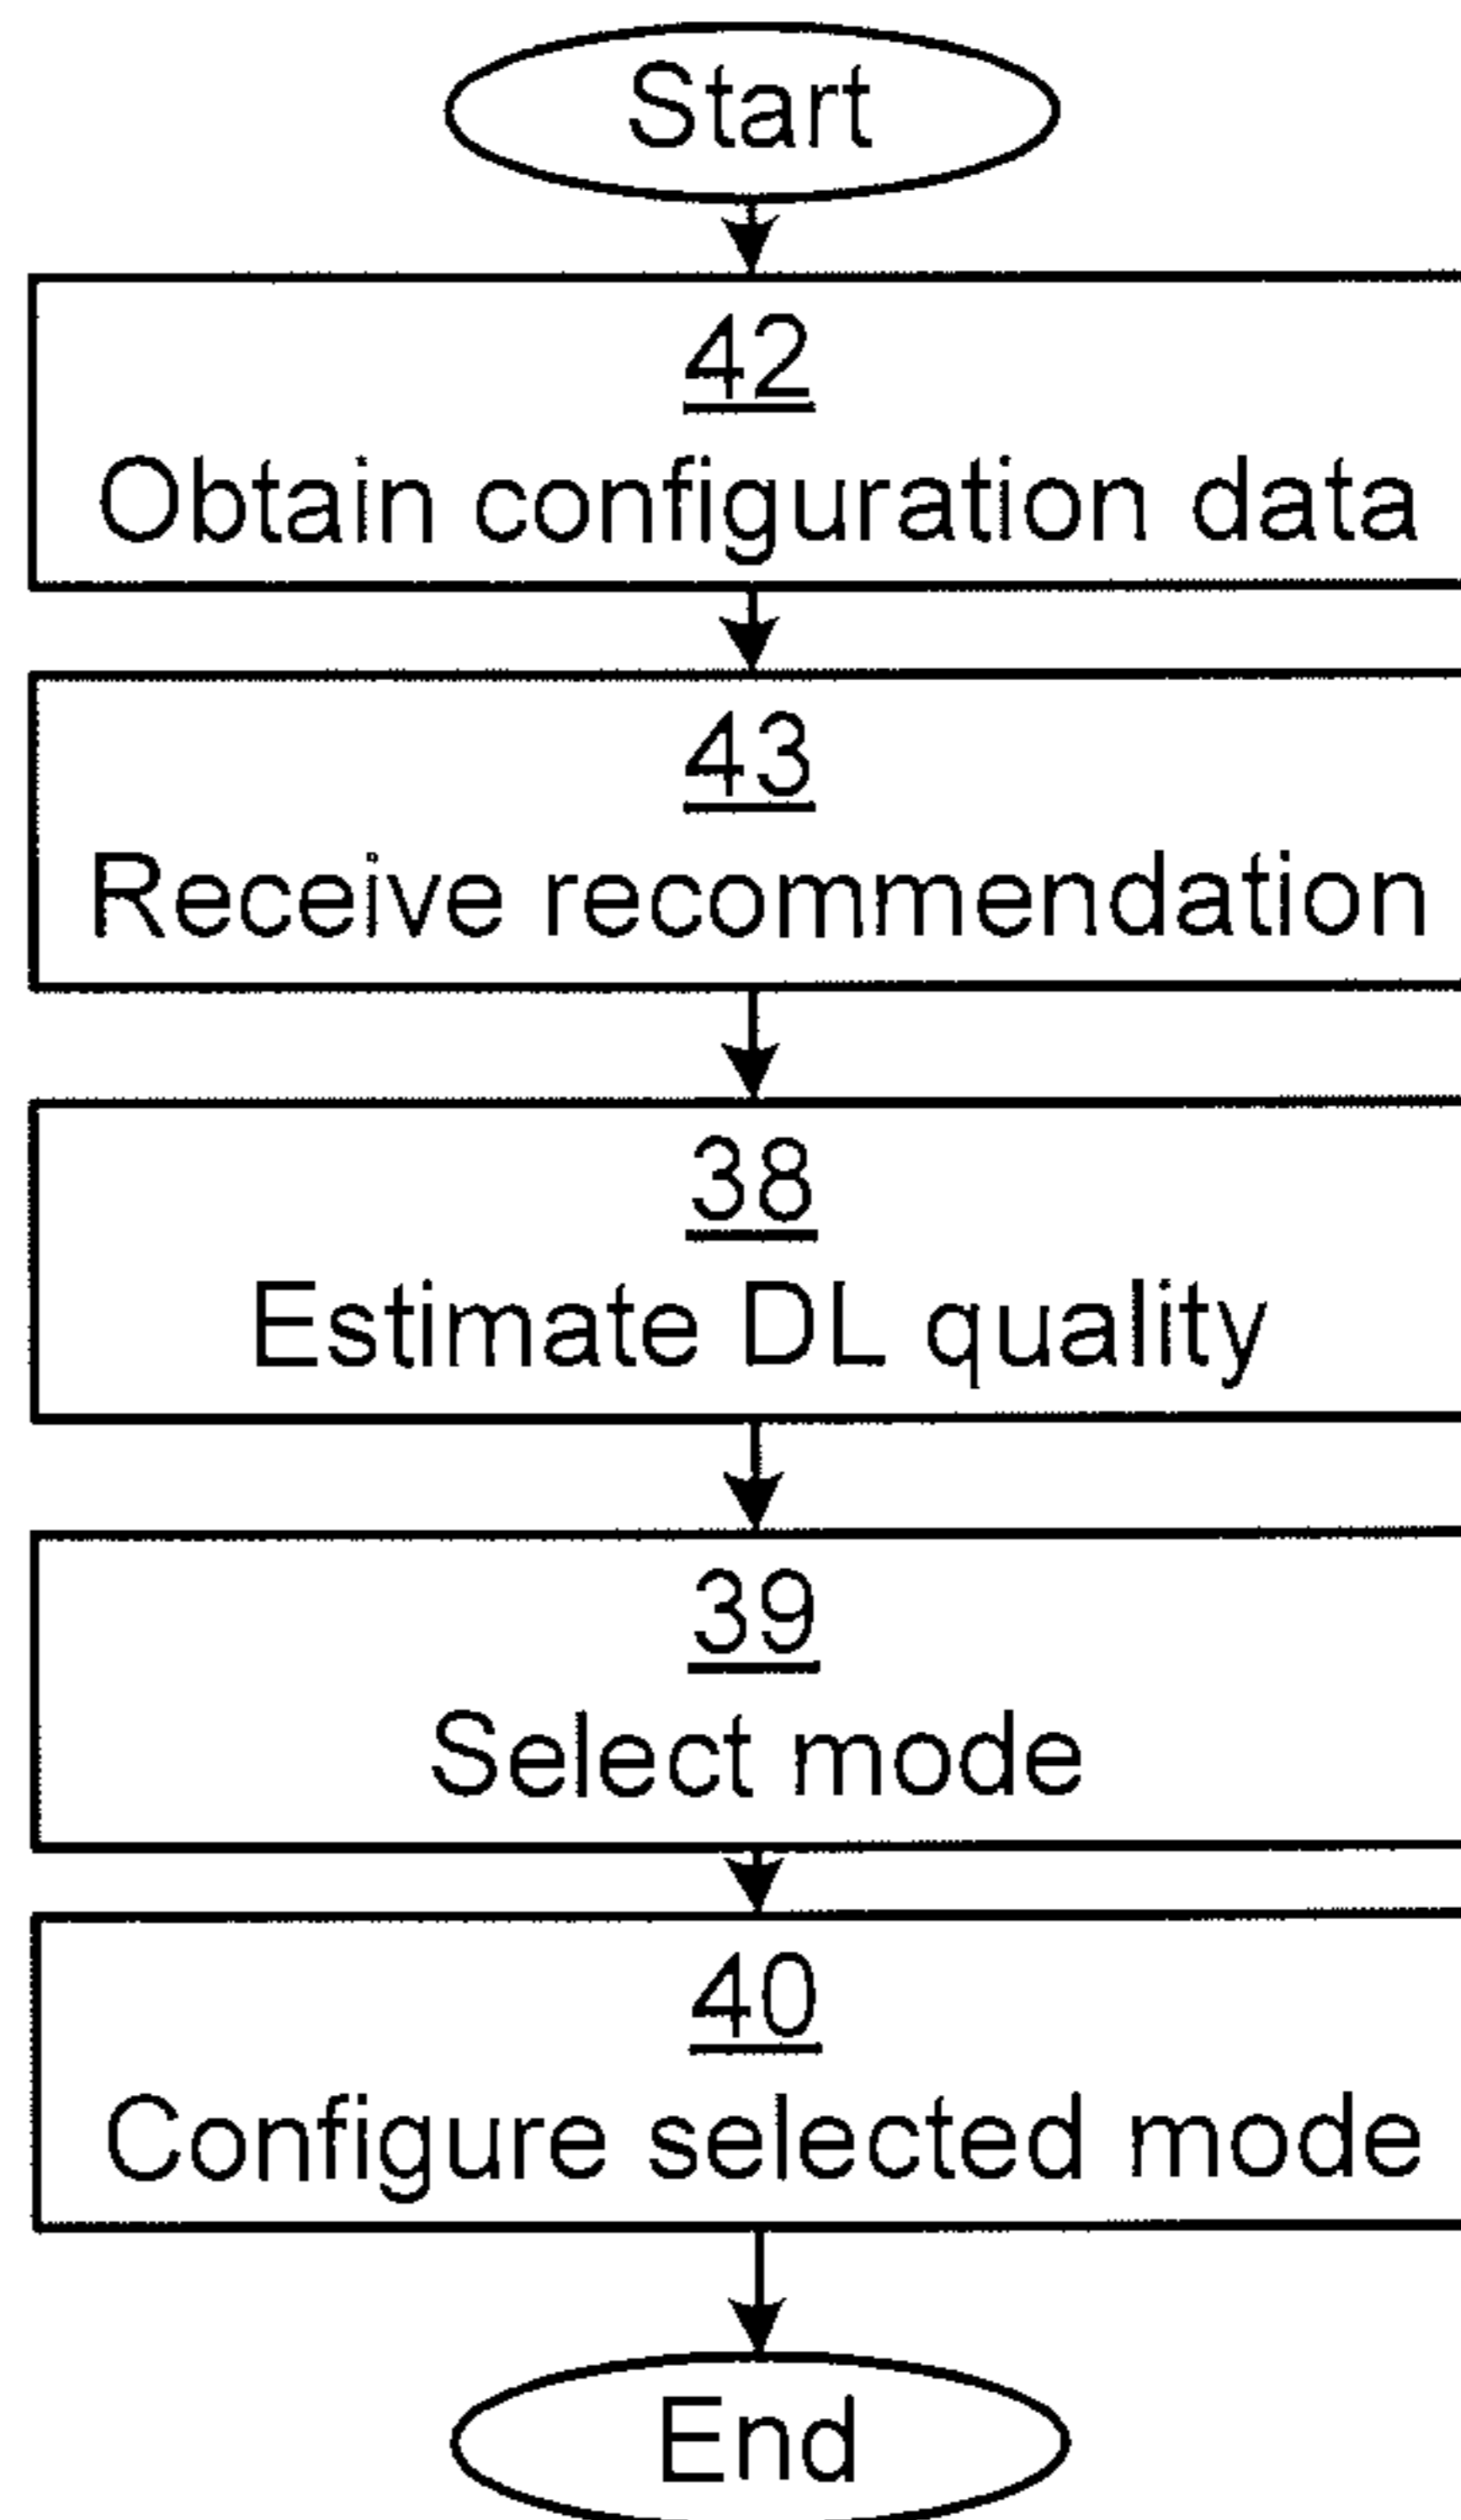 Start
42
Obtain configuration data
43
Receive recommendation
38
Estimate DL quality
39
Select mode
40
Configure selected mode
End